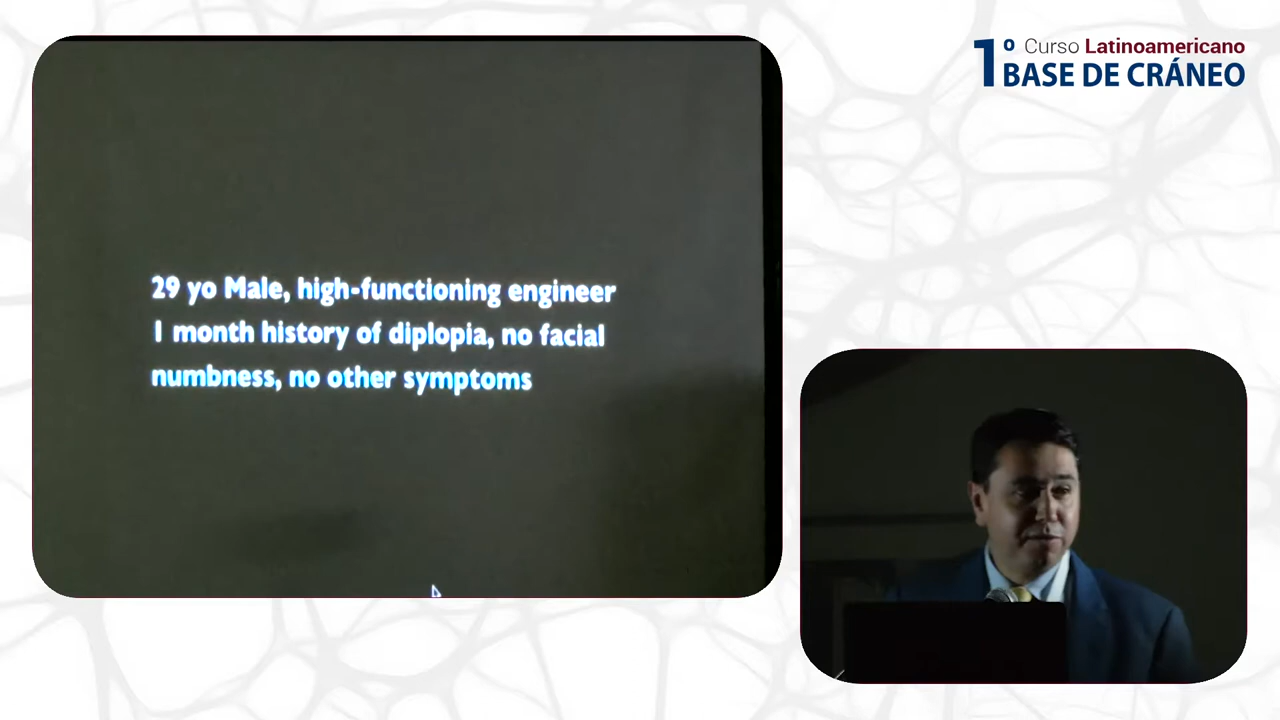 1º Curso Latinoamericano
BASE DE CRÁNEO
29 yo Male, high-functioning engineer
1 month history of diplopia, no facial
numbness, no other symptoms